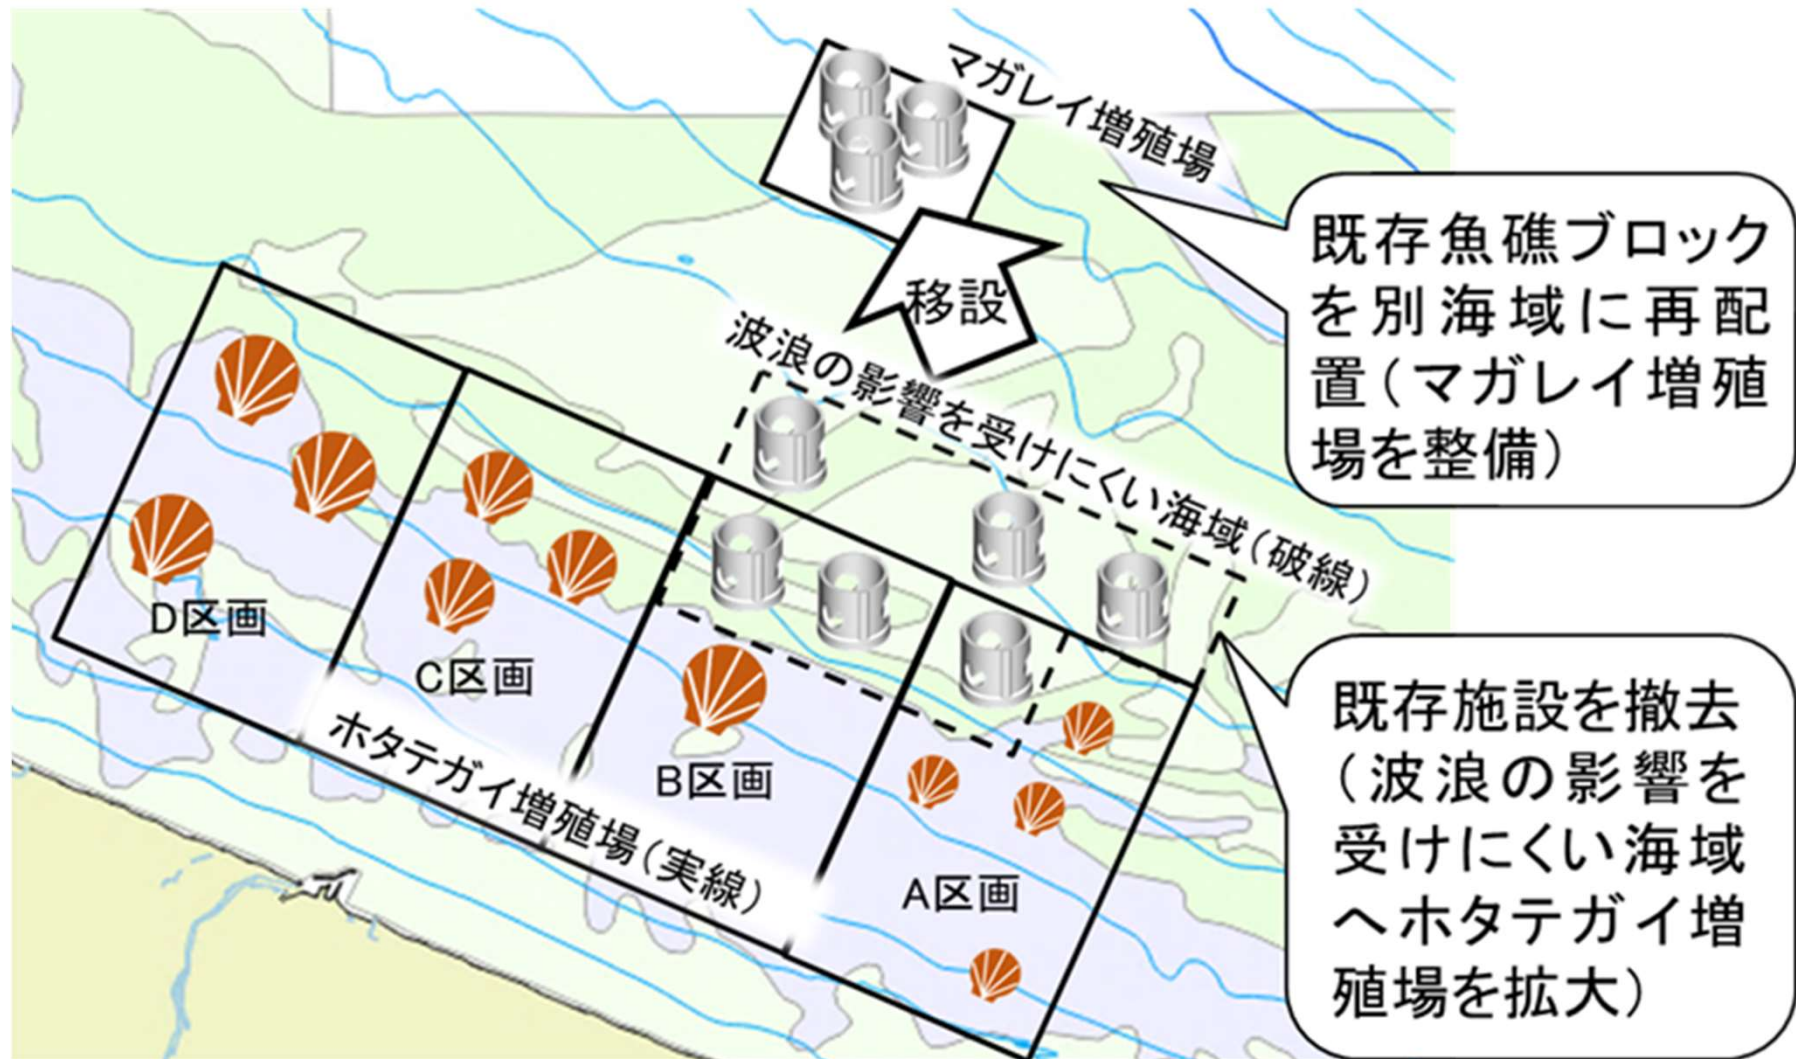 マガレイ増殖場
既存魚礁ブロック
を別海域に再配
置(マガレイ増殖
場を整備)
移設
波浪の影響を受けにくい海域(破線)
D区画
C区画
B区画
A区画
ホタテガイ増殖場(実線)
既存施設を撤去
(波浪の影響を
受けにくい海域
へホタテガイ増
殖場を拡大)